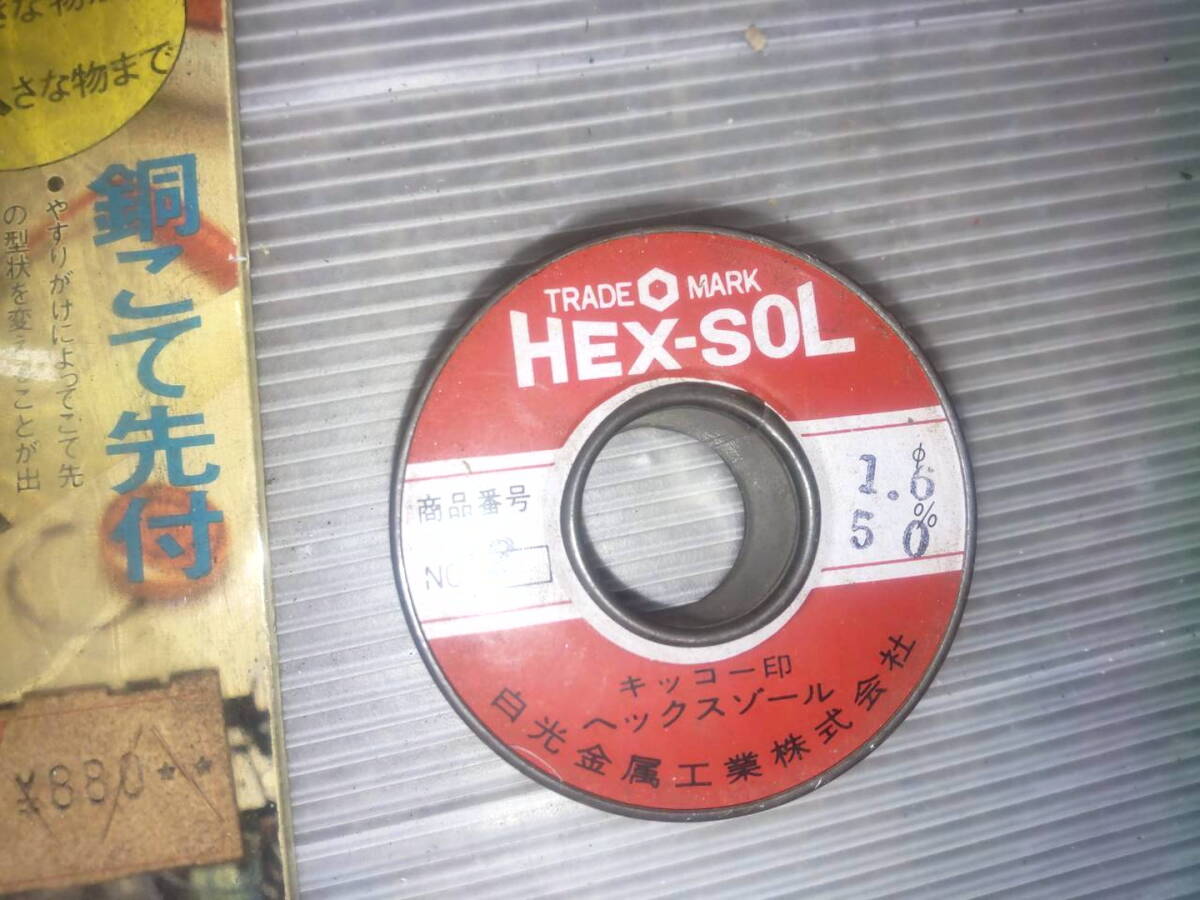 さな物まで
銅こて先付
●やすりがけによってこて先
の型状を変えることが出
¥880**
TRADE MARK
HEX-SOL
商品番号
NO
φ
1.6
50%
キッコー印
ヘックスゾール
白光金属工業株式会社